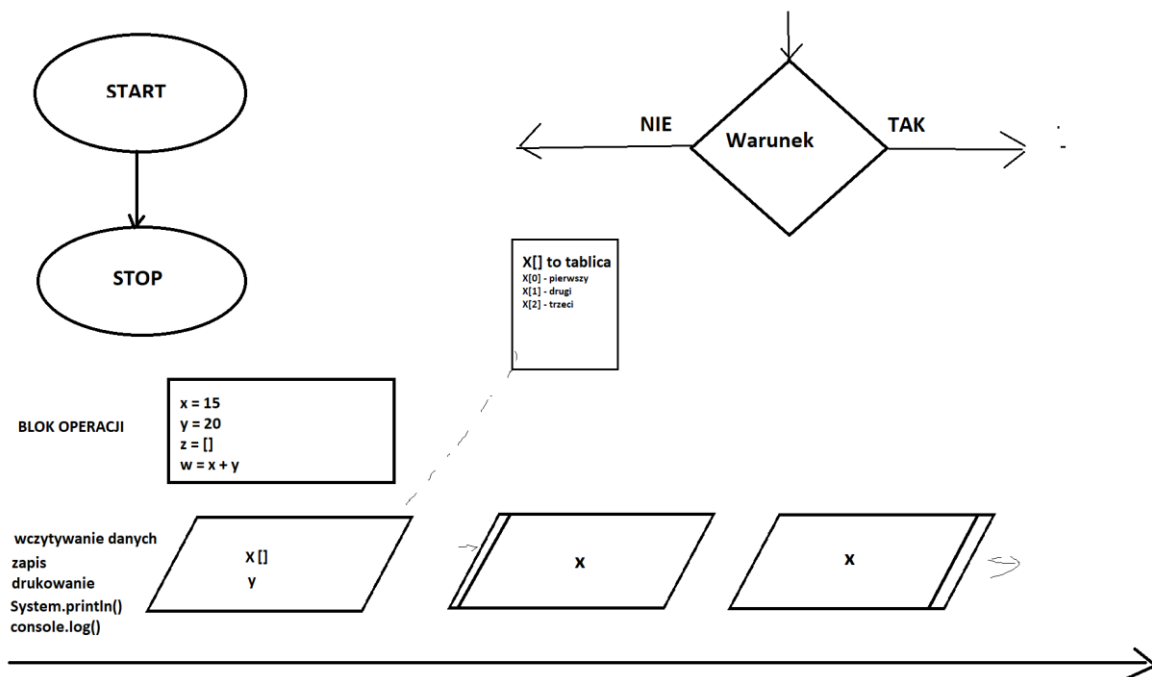 START
STOP
NIE
Warunek
TAK
X[] to tablica
X[0] - pierwszy
X[1] - drugi
X[2] - trzeci
BLOK OPERACJI
x = 15
y = 20
z = []
w = x + y
wczytywanie danych
zapis
drukowanie
System.println()
console.log()
X []
y
x
x